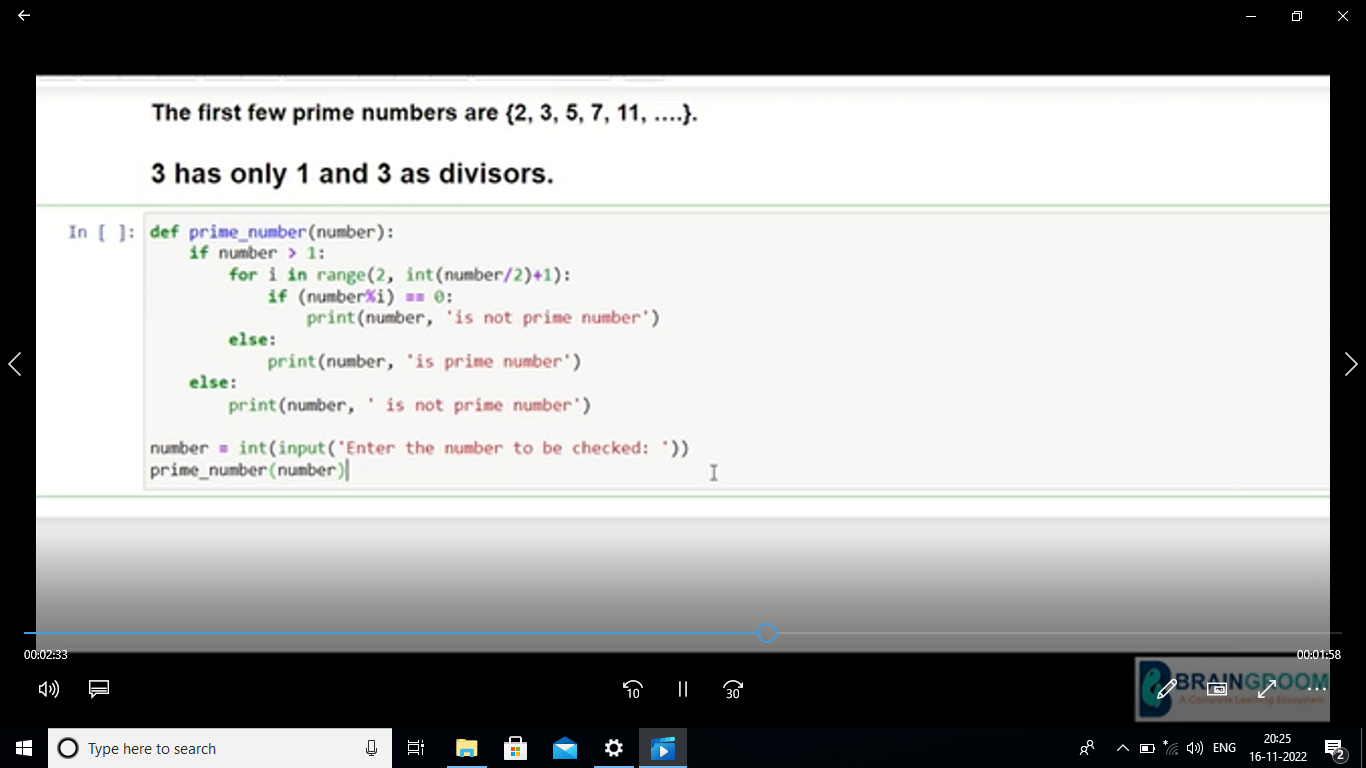 The first few prime numbers are {2, 3, 5, 7, 11, ....}.
3 has only 1 and 3 as divisors.
In [ ]: def prime_number(number):
if number > 1:
for i in range(2, int(number/2)+1):
if (number%i) == 0:
print(number, 'is not prime number')
else:
print(number, 'is prime number')
else:
print(number, ' is not prime number')
number = int(input('Enter the number to be checked: '))
prime_number(number)
00:02:33
00:01:58
10
30
BRAINGROOM
A Complete Learning Ecosystem
Type here to search
ENG
20:25
16-11-2022
2